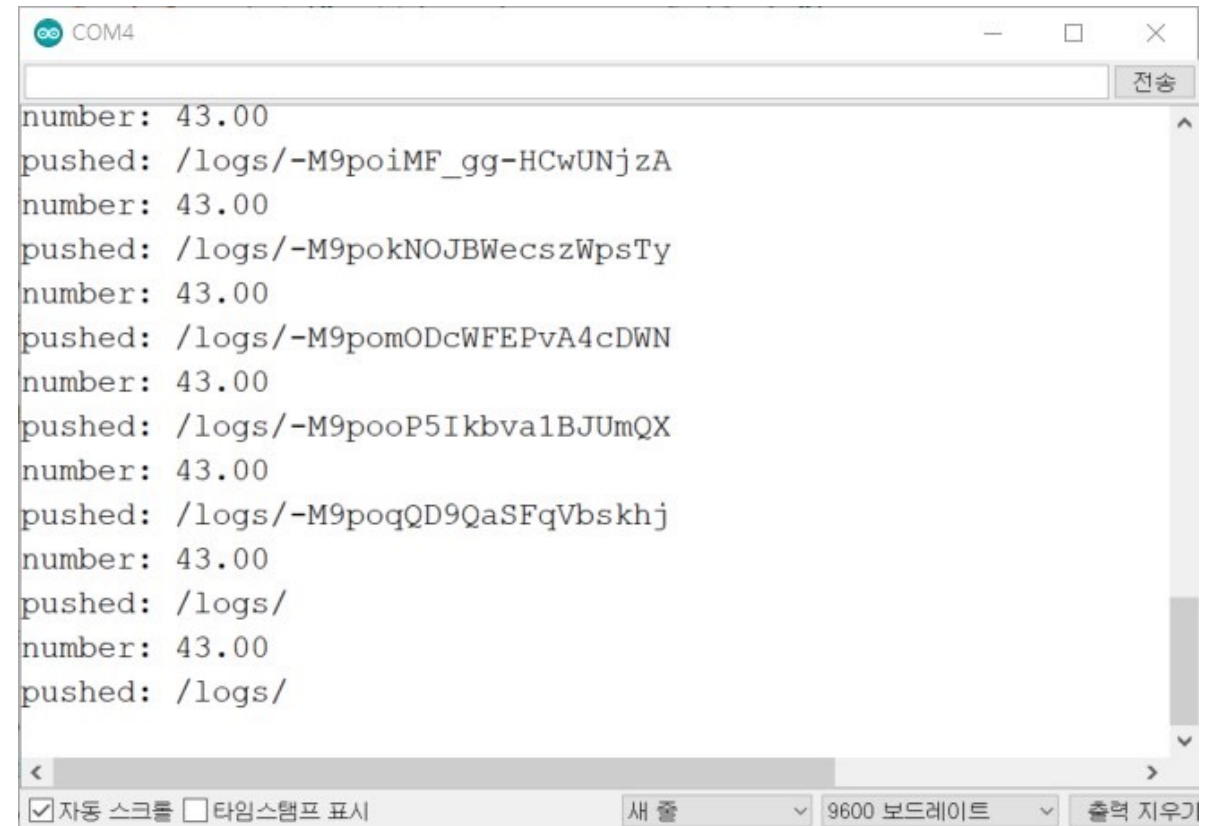 COM4
전송
number: 43.00
pushed: /logs/-M9poiMF_gg-HCwUNjzA
number: 43.00
pushed: /logs/-M9pokNOJBWecszWpsTy
number: 43.00
pushed: /logs/-M9pomODcWFEPvA4cDWN
number: 43.00
pushed: /logs/-M9pooP5Ikbva1BJUmQX
number: 43.00
pushed: /logs/-M9poqQD9QaSFqVbskhj
number: 43.00
pushed: /logs/
number: 43.00
pushed: /logs/
자동 스크롤 타임스탬프 표시 새 줄 9600 보드레이트 출력 지우기